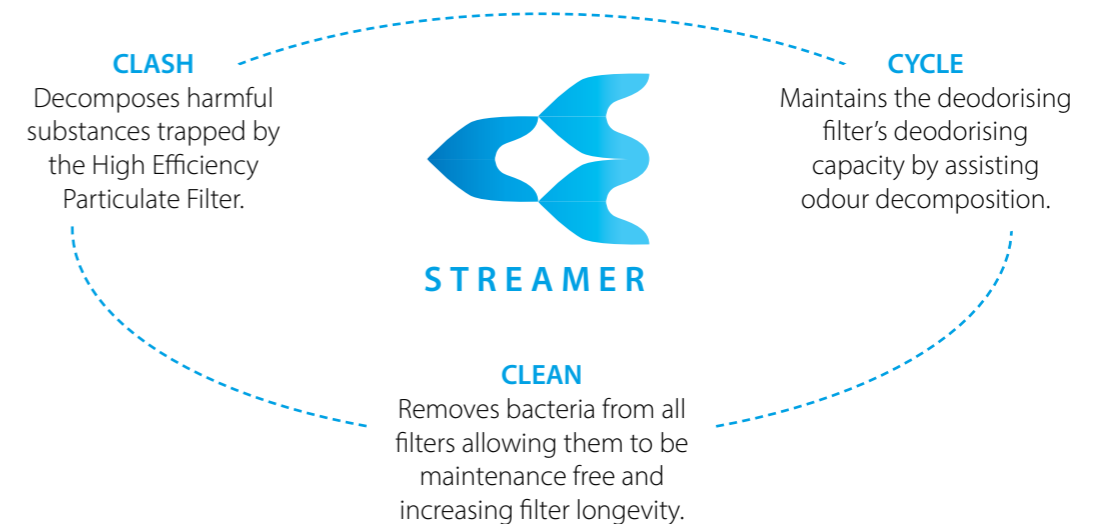 CLASH
Decomposes harmful
substances trapped by
the High Efficiency
Particulate Filter.
CYCLE
Maintains the deodorising
filter’s deodorising
capacity by assisting
odour decomposition.
STREAMER
CLEAN
Removes bacteria from all
filters allowing them to be
maintenance free and
increasing filter longevity.